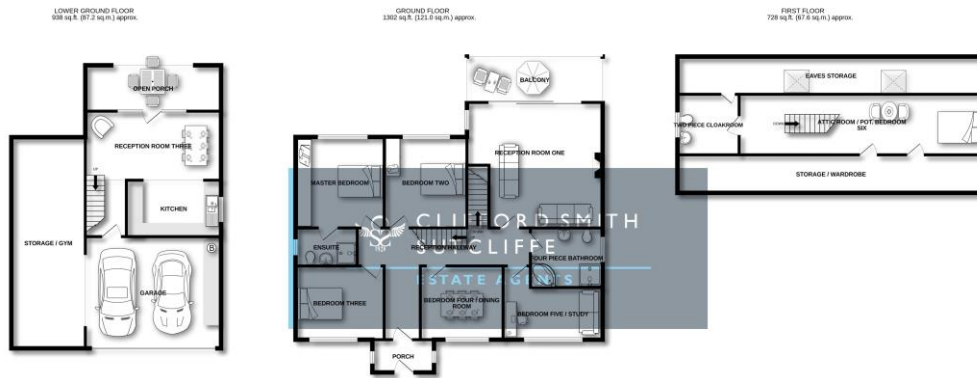 LOWER GROUND FLOOR
938 sq.ft. (87.2 sq.m.) approx.
OPEN PORCH
RECEPTION ROOM THREE
UP
KITCHEN
STORAGE / GYM
B
GARAGE
GROUND FLOOR
1302 sq.ft. (121.0 sq.m.) approx.
BALCONY
RECEPTION ROOM ONE
MASTER BEDROOM
BEDROOM TWO
ENSUITE
RECEPTION HALLWAY
FOUR PIECE BATHROOM
BEDROOM THREE
BEDROOM FOUR / DINING
ROOM
BEDROOM FIVE / STUDY
PORCH
CLIFFORD SMITH
SUTCLIFFE
ESTATE AGENTS
FIRST FLOOR
728 sq.ft. (67.6 sq.m.) approx.
EAVES STORAGE
TWO PIECE CLOAKROOM
DOWN
ATTIC ROOM / POT. BEDROOM
SIX
STORAGE / WARDROBE